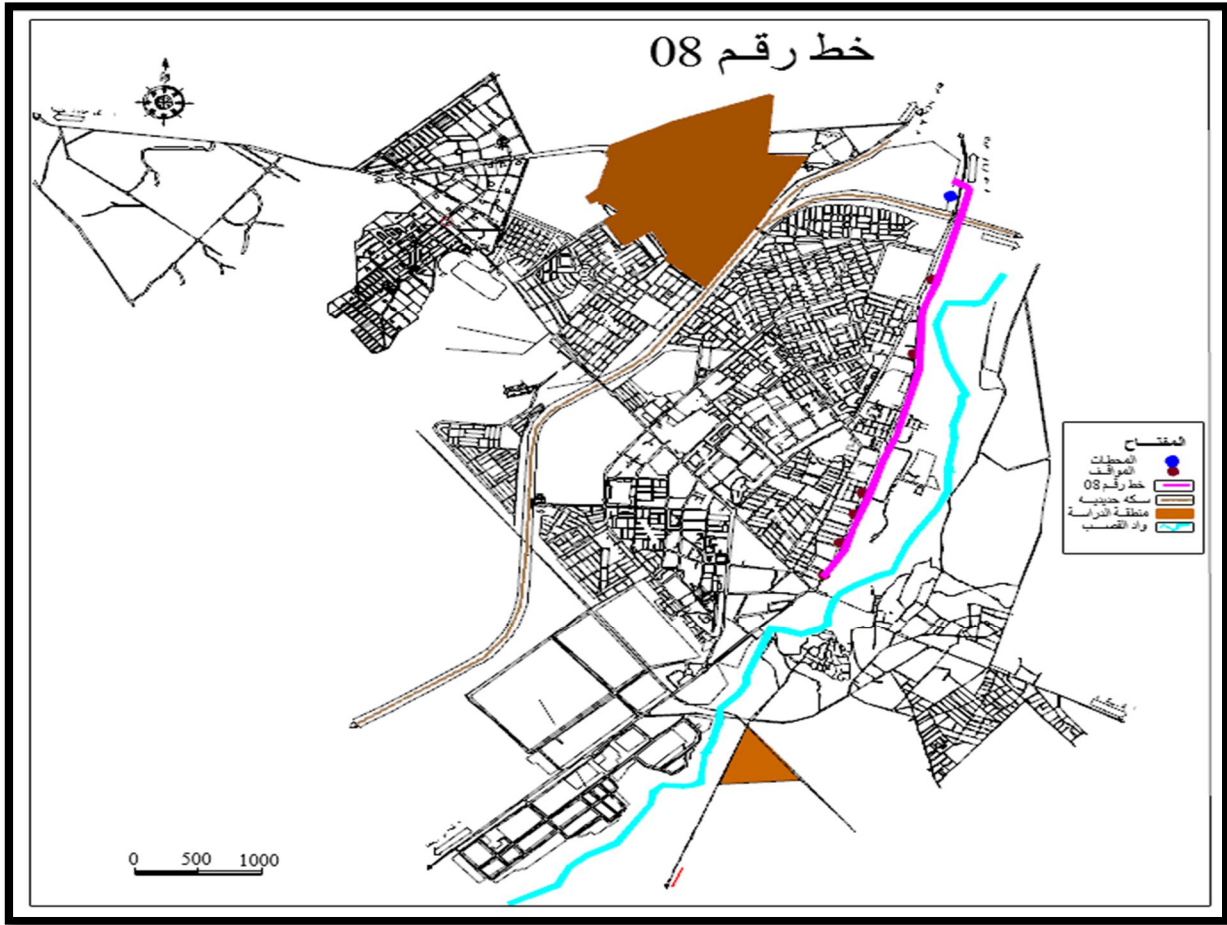 خط رقم 08
المفتاح
المحطات
المواقف
خط رقم 08
سكة حديدية
منطقة الدراسة
واد القصب
0 500 1000